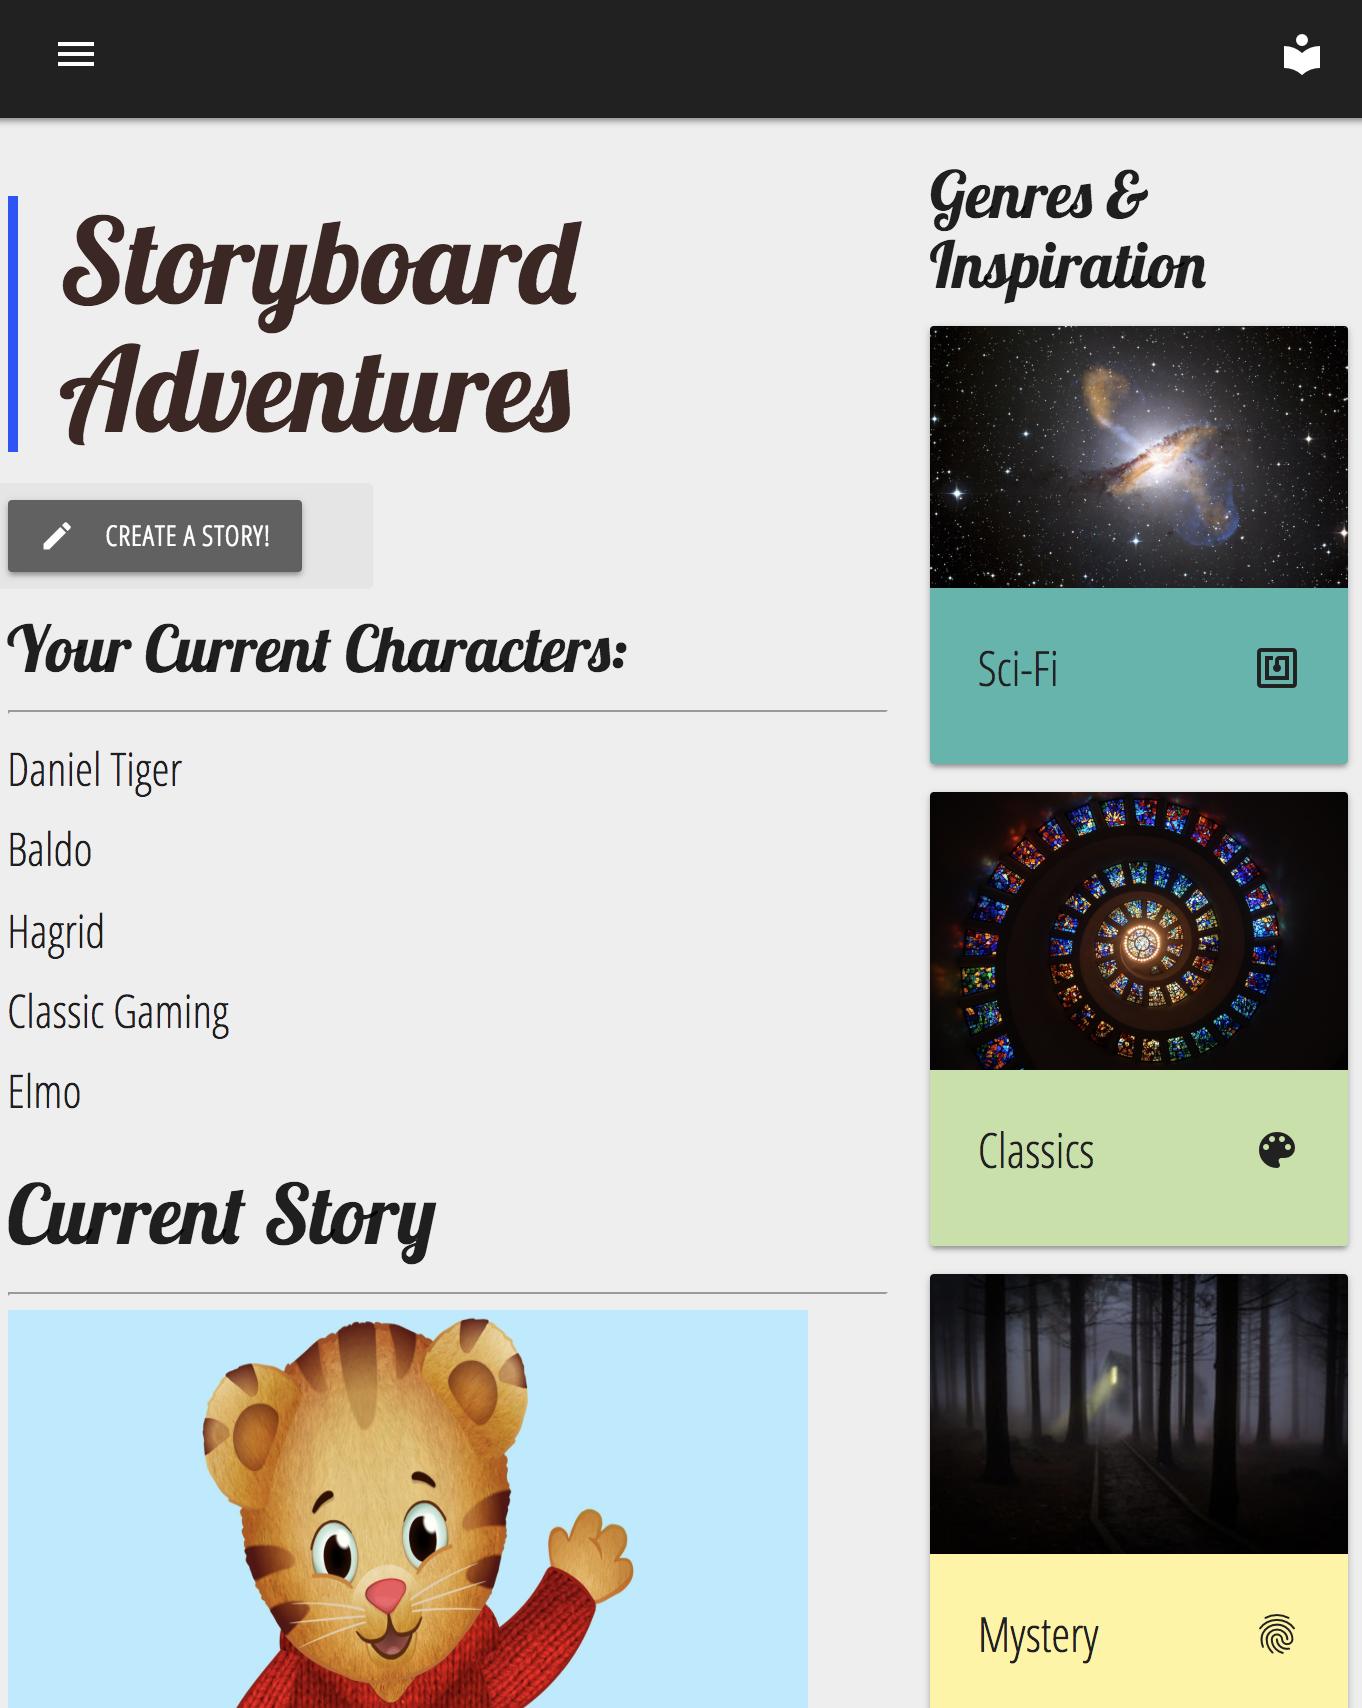 Storyboard
Adventures
CREATE A STORY!
Your Current Characters:
Daniel Tiger
Baldo
Hagrid
Classic Gaming
Elmo
Current Story
Genres &
Inspiration
Sci-Fi
Classics
Mystery